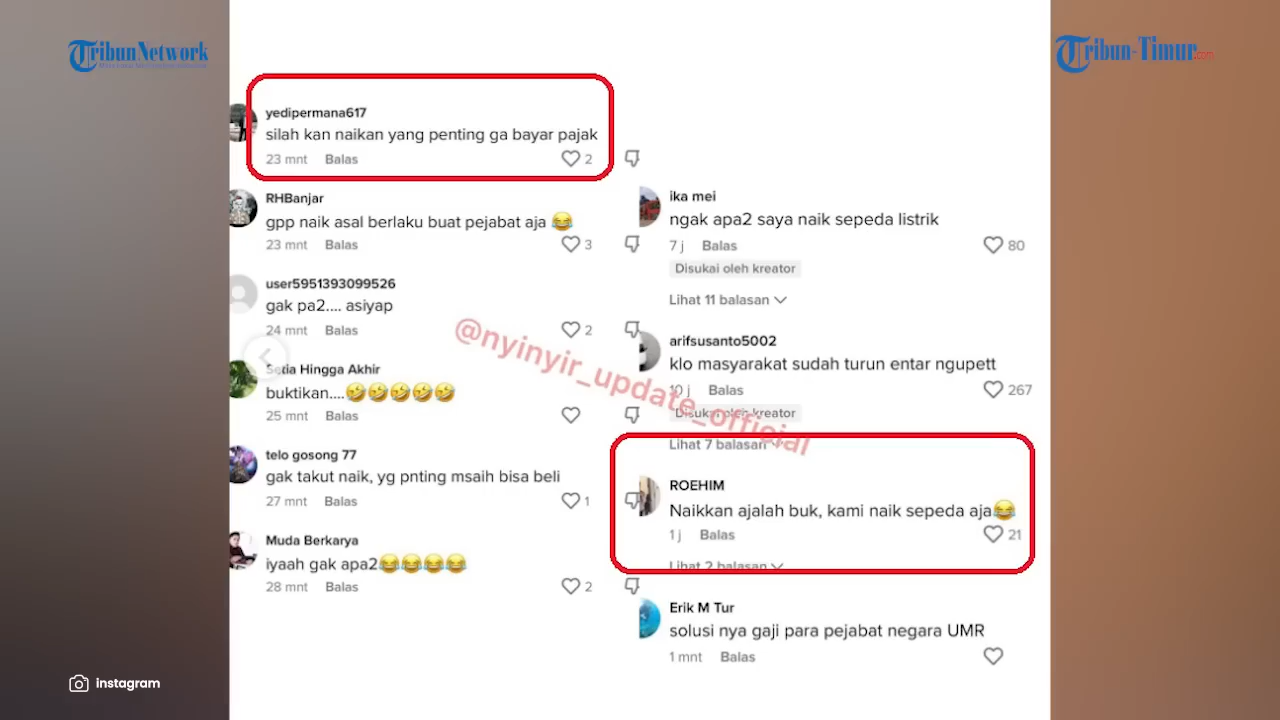 TribunNetwork
Tribun-Timur.com
yedipermana617
silah kan naikan yang penting ga bayar pajak
23 mnt Balas 2
RHBanjar
gpp naik asal berlaku buat pejabat aja 😂
23 mnt Balas 3
user5951393099526
gak pa2.... asiyap
24 mnt Balas 2
Setia Hingga Akhir
buktikan....🤣🤣🤣🤣🤣
25 mnt Balas
telo gosong 77
gak takut naik, yg pnting msaih bisa beli
27 mnt Balas 1
Muda Berkarya
iyaah gak apa2😂😂😂😂
28 mnt Balas 2
ika mei
ngak apa2 saya naik sepeda listrik
7 j Balas 80
Disukai oleh kreator
Lihat 11 balasan
arifsusanto5002
klo masyarakat sudah turun entar ngupett
10 j Balas 267
Disukai oleh kreator
Lihat 7 balasan
ROEHIM
Naikkan ajalah buk, kami naik sepeda aja😂
1 j Balas 21
Lihat 2 balasan
Erik M Tur
solusi nya gaji para pejabat negara UMR
1 mnt Balas
@nyinyir_update_official
instagram